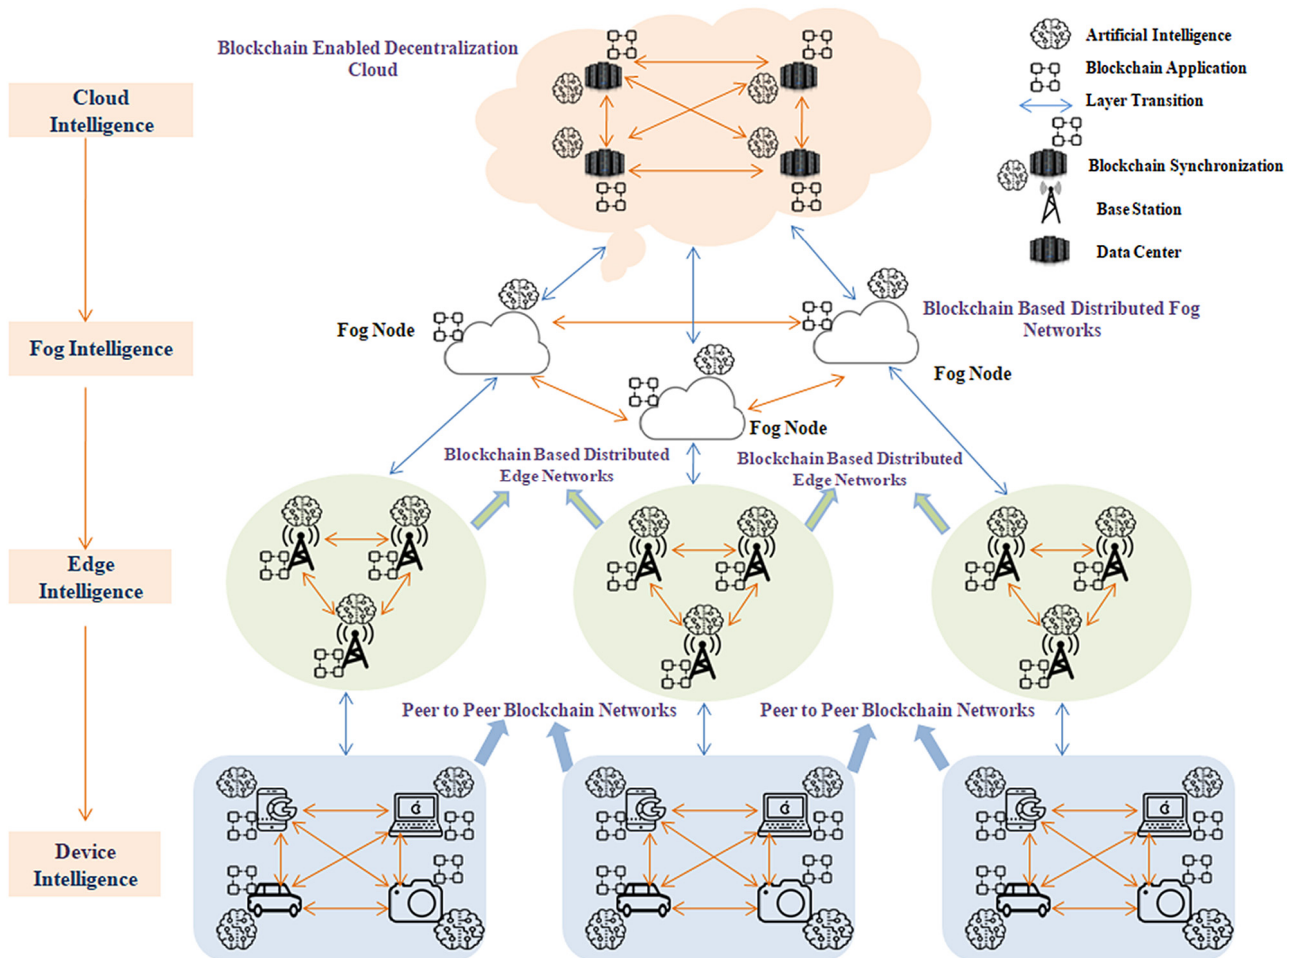 Blockchain Enabled Decentralization
Cloud
Artificial Intelligence
Blockchain Application
Layer Transition
Blockchain Synchronization
Base Station
Data Center
Cloud
Intelligence
Fog Node
Blockchain Based Distributed Fog
Networks
Fog Intelligence
Fog Node
Fog Node
Blockchain Based Distributed
Edge Networks
Blockchain Based Distributed
Edge Networks
Edge
Intelligence
Peer to Peer Blockchain Networks
Peer to Peer Blockchain Networks
Device
Intelligence